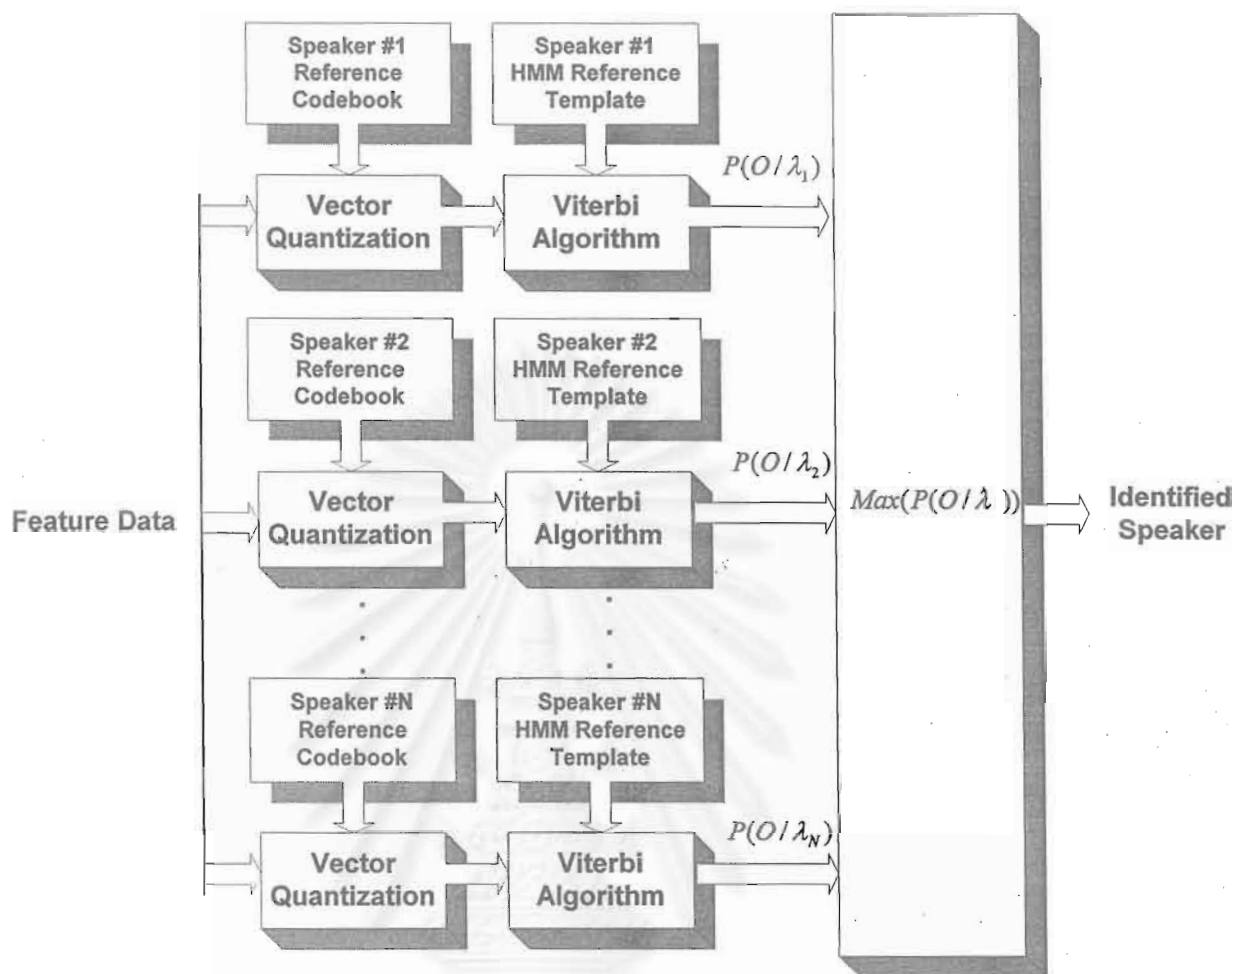 Speaker #1
Reference
Codebook
Speaker #1
HMM Reference
Template
P(O/λ₁)
Vector
Quantization
Viterbi
Algorithm
Speaker #2
Reference
Codebook
Speaker #2
HMM Reference
Template
P(O/λ₂)
Feature Data
Vector
Quantization
Viterbi
Algorithm
Max(P(O/λ ))
Identified
Speaker
Speaker #N
Reference
Codebook
Speaker #N
HMM Reference
Template
P(O/λ_N)
Vector
Quantization
Viterbi
Algorithm